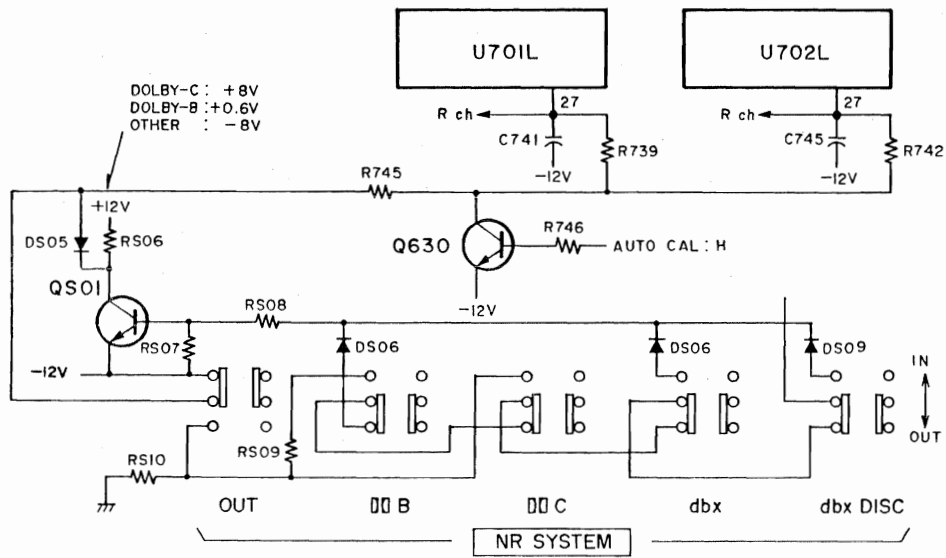 U701L
U702L
27
27
DOLBY-C : +8V
DOLBY-B : +0.6V
OTHER : -8V
R ch
C741
R739
-12V
R ch
C745
R742
-12V
R745
+12V
DS05
RS06
QS01
Q630
R746
AUTO CAL : H
-12V
RS08
RS07
-12V
DS06
DS06
DS09
IN
OUT
RS09
RS10
OUT
B
C
dbx
dbx DISC
NR SYSTEM